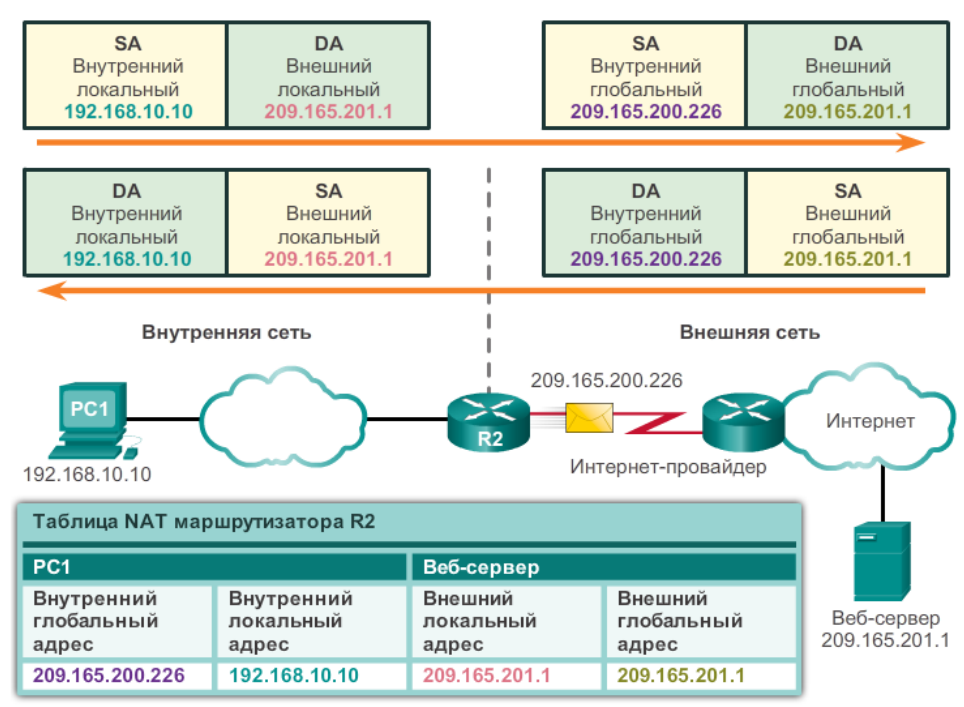 SA
Внутренний
локальный
192.168.10.10
DA
Внешний
локальный
209.165.201.1
SA
Внутренний
глобальный
209.165.200.226
DA
Внешний
глобальный
209.165.201.1
DA
Внутренний
локальный
192.168.10.10
SA
Внешний
локальный
209.165.201.1
DA
Внутренний
глобальный
209.165.200.226
SA
Внешний
глобальный
209.165.201.1
Внутренняя сеть
Внешняя сеть
PC1
192.168.10.10
R2
209.165.200.226
Интернет-провайдер
Интернет
Веб-сервер
209.165.201.1
Таблица NAT маршрутизатора R2
PC1
Веб-сервер
Внутренний
глобальный
адрес
Внутренний
локальный
адрес
Внешний
локальный
адрес
Внешний
глобальный
адрес
209.165.200.226
192.168.10.10
209.165.201.1
209.165.201.1